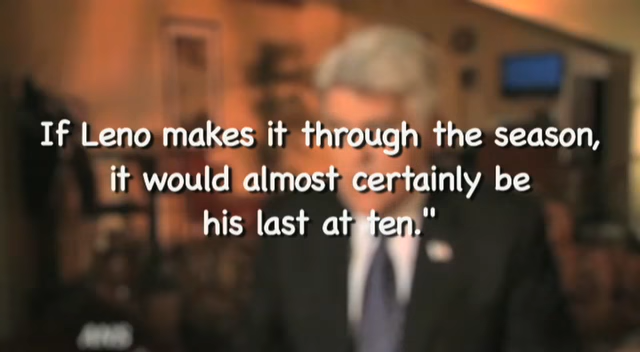 If Leno makes it through the season,
it would almost certainly be
his last at ten."